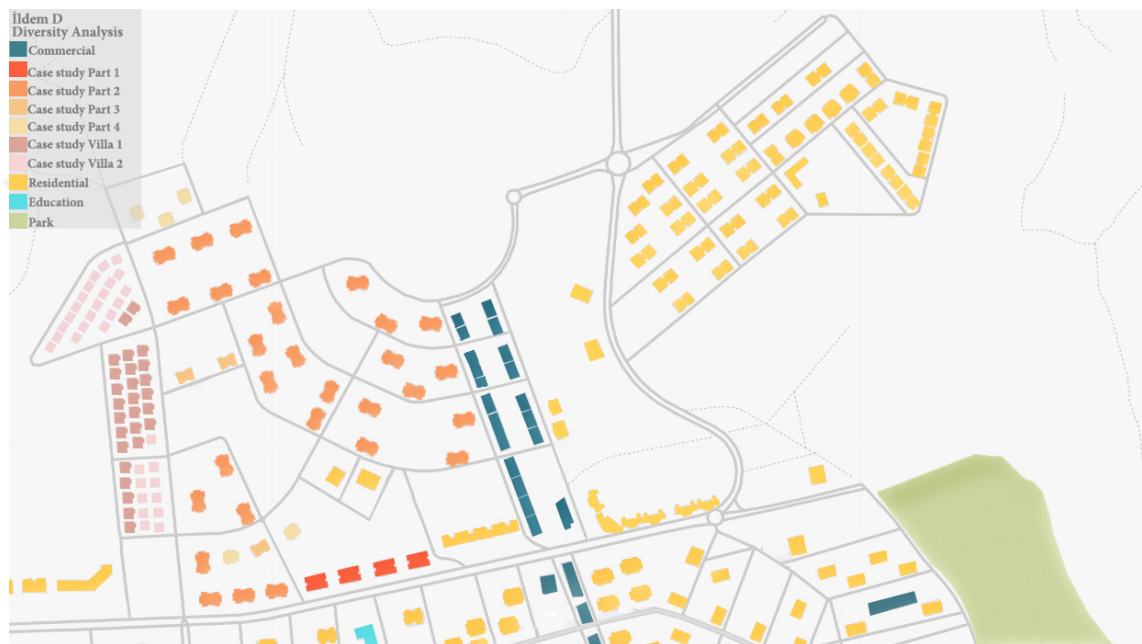 İldem D
Diversity Analysis
Commercial
Case study Part 1
Case study Part 2
Case study Part 3
Case study Part 4
Case study Villa 1
Case study Villa 2
Residential
Education
Park